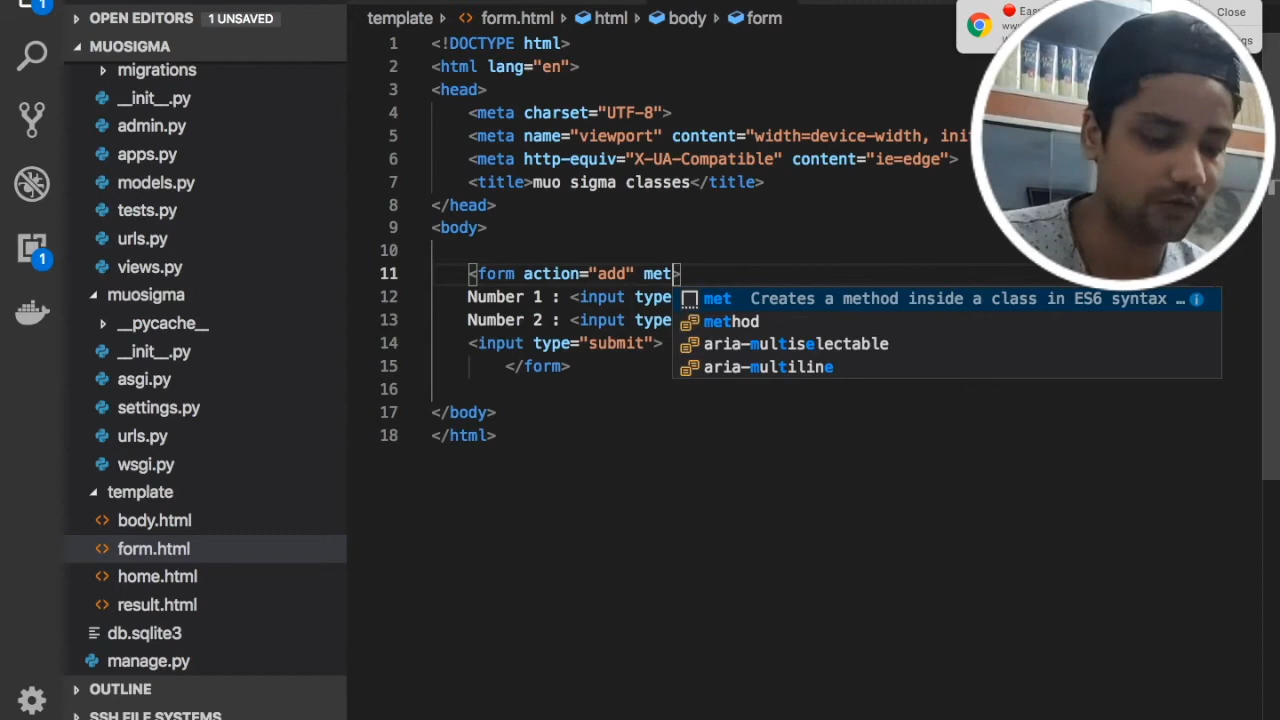 1
OPEN EDITORS 1 UNSAVED
MUOSIGMA
migrations
__init__.py
admin.py
apps.py
models.py
tests.py
urls.py
views.py
muosigma
__pycache__
__init__.py
asgi.py
settings.py
urls.py
wsgi.py
template
body.html
form.html
home.html
result.html
db.sqlite3
manage.py
OUTLINE
SSH FILE SYSTEMS
1
template form.html html body form
1 <!DOCTYPE html>
2 <html lang="en">
3 <head>
4 <meta charset="UTF-8">
5 <meta name="viewport" content="width=device-width, init
6 <meta http-equiv="X-UA-Compatible" content="ie=edge">
7 <title>muo sigma classes</title>
8 </head>
9 <body>
10
11 <form action="add" met>
12 Number 1 : <input type
13 Number 2 : <input type
14 <input type="submit">
15 </form>
16
17 </body>
18 </html>
met Creates a method inside a class in ES6 syntax …
method
aria-multiselectable
aria-multiline
Close